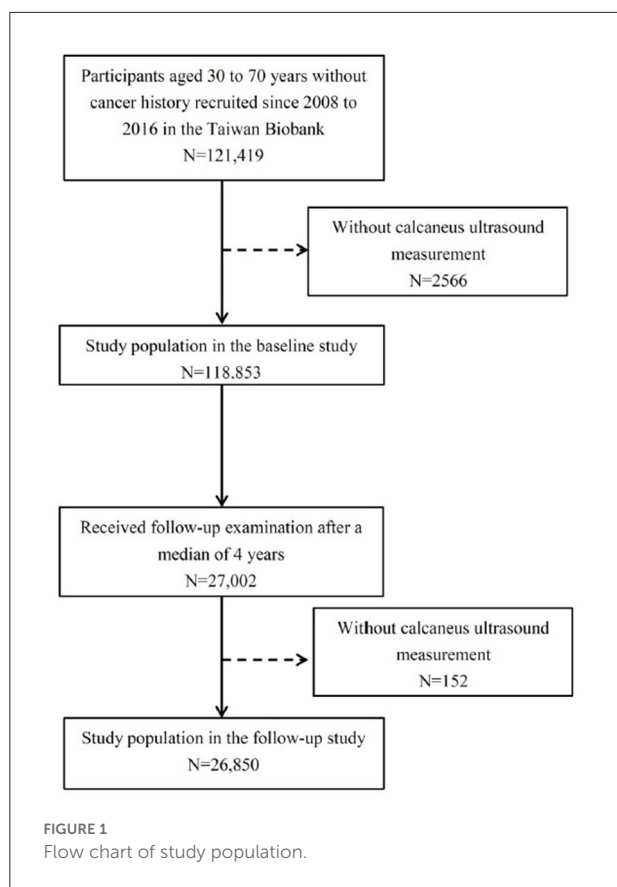 Participants aged 30 to 70 years without
cancer history recruited since 2008 to
2016 in the Taiwan Biobank
N=121,419
Without calcaneus ultrasound
measurement
N=2566
Study population in the baseline study
N=118.853
Received follow-up examination after a
median of 4 years
N=27,002
Without calcaneus ultrasound
measurement
N=152
Study population in the follow-up study
N=26,850
FIGURE 1
Flow chart of study population.